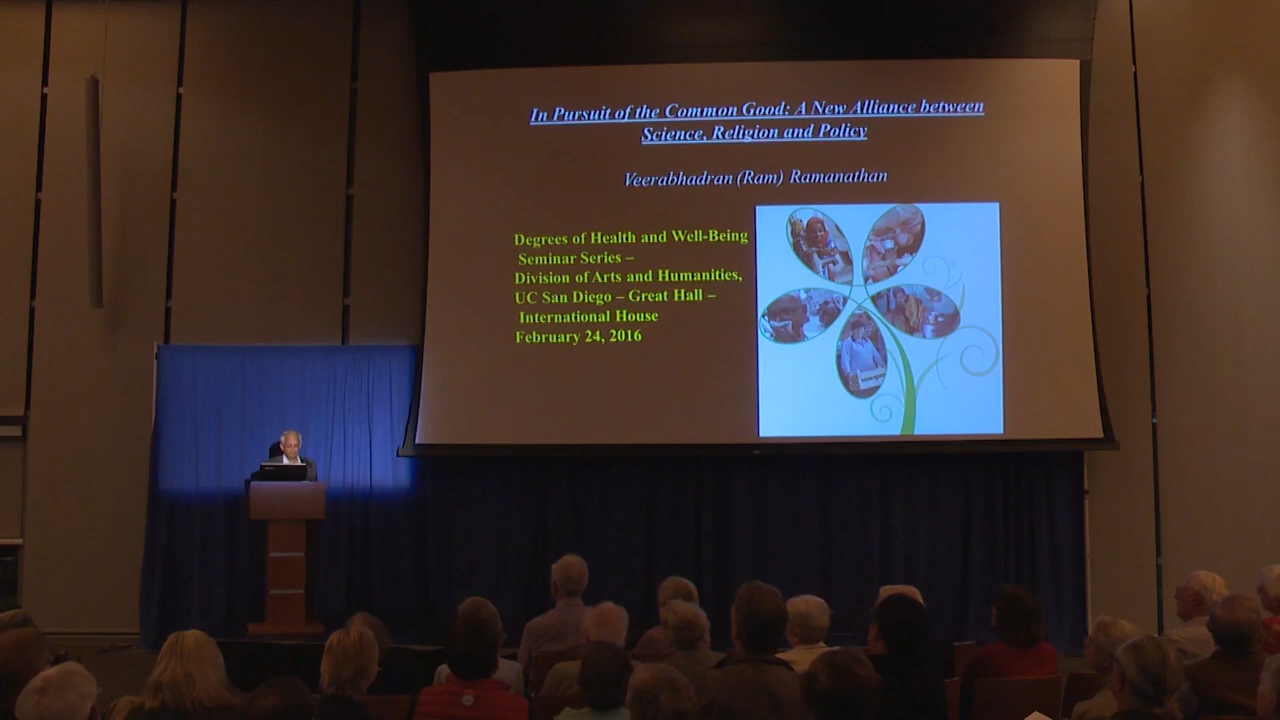 In Pursuit of the Common Good: A New Alliance between
Science, Religion and Policy
Veerabhadran (Ram) Ramanathan
Degrees of Health and Well-Being
Seminar Series –
Division of Arts and Humanities,
UC San Diego – Great Hall –
International House
February 24, 2016